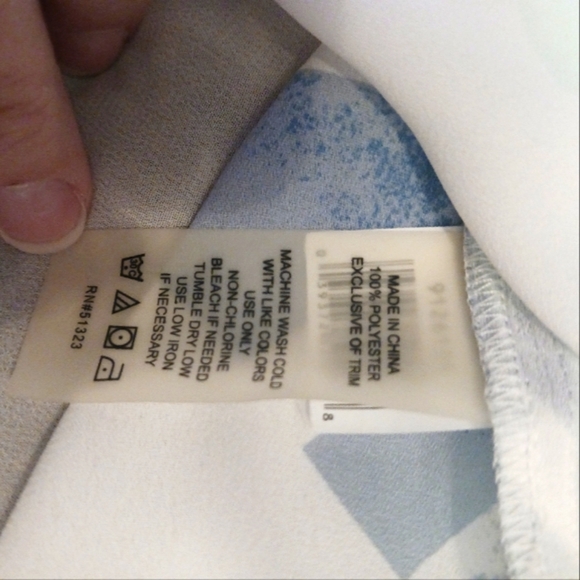 MADE IN CHINA
100% POLYESTER
EXCLUSIVE OF TRIM
MACHINE WASH COLD
WITH LIKE COLORS
USE ONLY
NON-CHLORINE
BLEACH IF NEEDED
TUMBLE DRY LOW
USE LOW IRON
IF NECESSARY
RN#51323
8